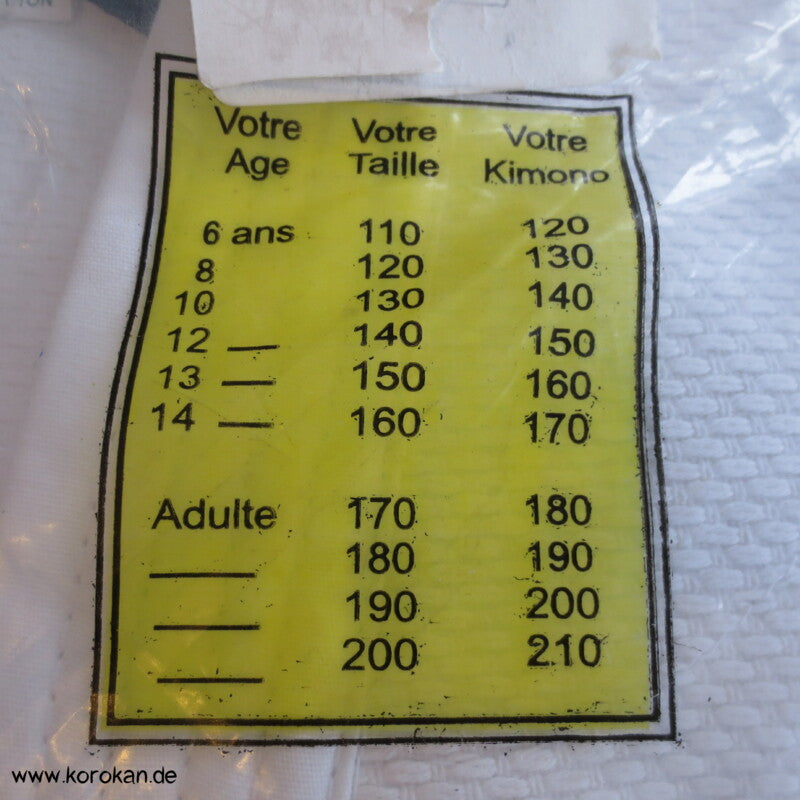 Votre Age Votre Taille Votre Kimono
6 ans 110 120
8 120 130
10 130 140
12 — 140 150
13 — 150 160
14 — 160 170
Adulte 170 180
— 180 190
— 190 200
— 200 210
www.korokan.de